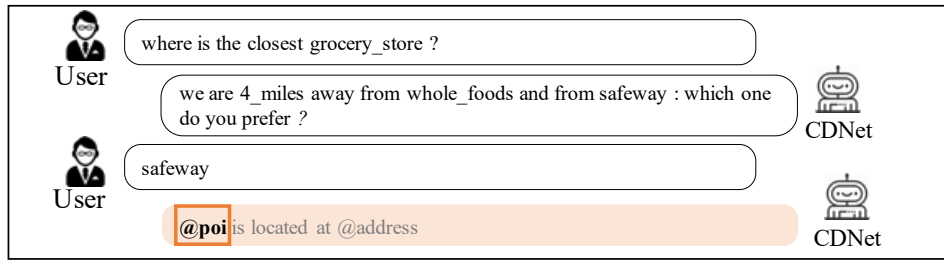 where is the closest grocery_store ?
User
we are 4_miles away from whole_foods and from safeway : which one
do you prefer ?
CDNet
safeway
User
@poi is located at @address
CDNet